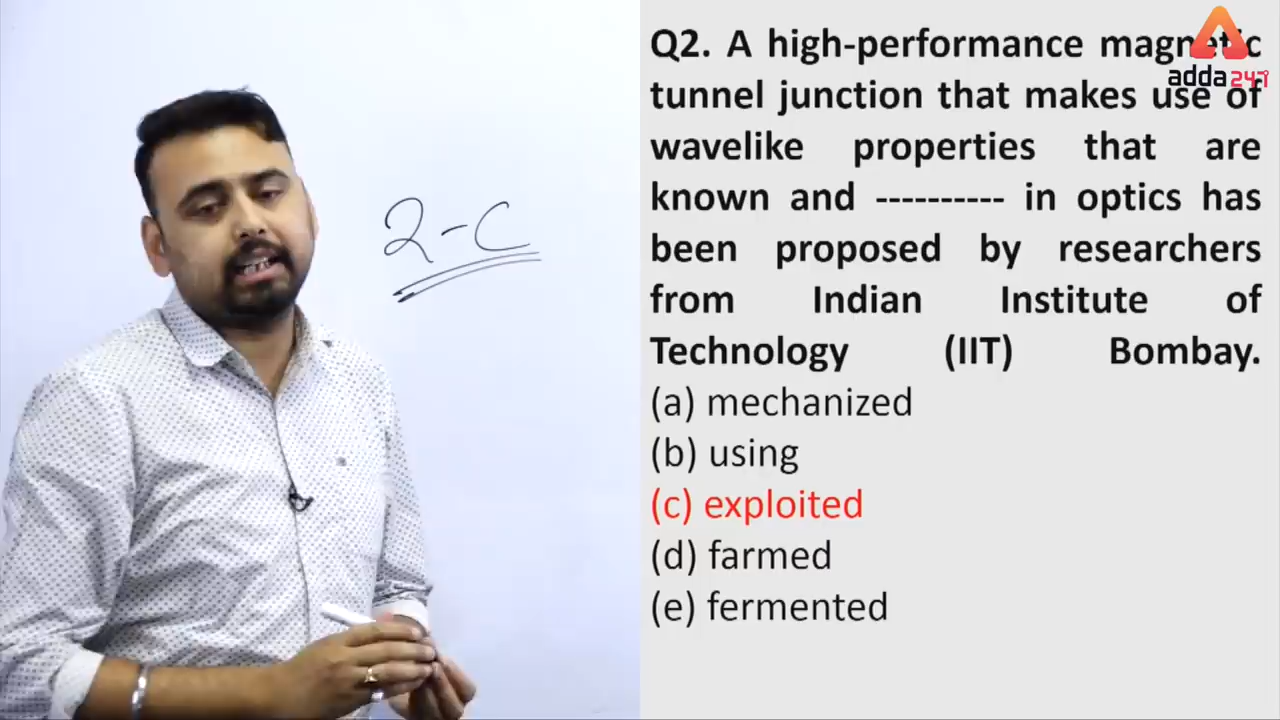 2-C
Q2. A high-performance magnetic
tunnel junction that makes use of
wavelike properties that are
known and ---------- in optics has
been proposed by researchers
from Indian Institute of
Technology (IIT) Bombay.
(a) mechanized
(b) using
(c) exploited
(d) farmed
(e) fermented
adda247